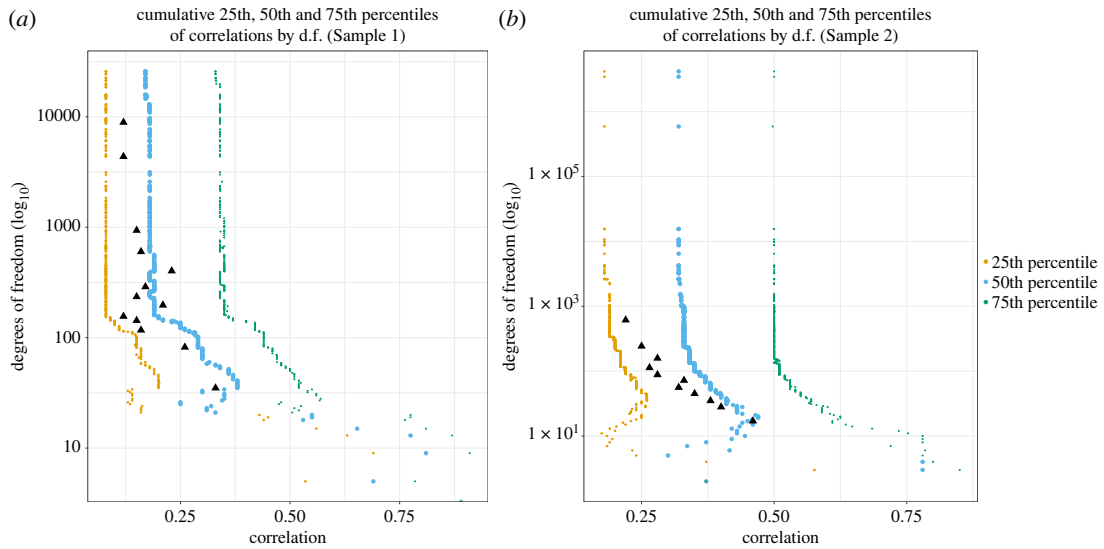 (a)
cumulative 25th, 50th and 75th percentiles
of correlations by d.f. (Sample 1)
degrees of freedom (log10)
10000
1000
100
10
0.25
0.50
0.75
correlation
(b)
cumulative 25th, 50th and 75th percentiles
of correlations by d.f. (Sample 2)
degrees of freedom (log10)
1 × 10^5
1 × 10^3
1 × 10^1
0.25
0.50
0.75
correlation
25th percentile
50th percentile
75th percentile